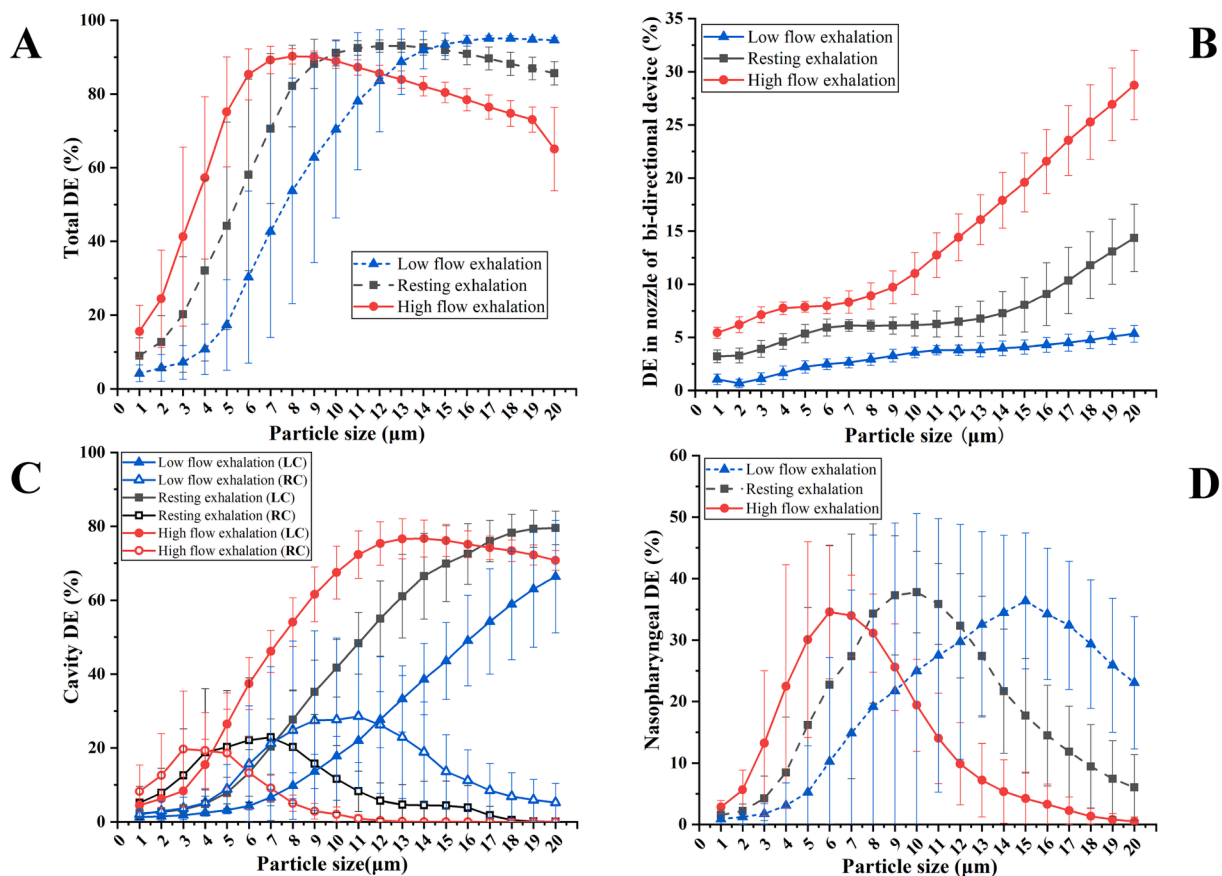 A
Total DE (%)
100
80
60
40
20
0
Low flow exhalation
Resting exhalation
High flow exhalation
0 1 2 3 4 5 6 7 8 9 10 11 12 13 14 15 16 17 18 19 20
Particle size (μm)
B
DE in nozzle of bi-directional device (%)
35
30
25
20
15
10
5
0
Low flow exhalation
Resting exhalation
High flow exhalation
0 1 2 3 4 5 6 7 8 9 10 11 12 13 14 15 16 17 18 19 20
Particle size (μm)
C
Cavity DE (%)
100
80
60
40
20
0
Low flow exhalation (LC)
Low flow exhalation (RC)
Resting exhalation (LC)
Resting exhalation (RC)
High flow exhalation (LC)
High flow exhalation (RC)
0 1 2 3 4 5 6 7 8 9 10 11 12 13 14 15 16 17 18 19 20
Particle size(μm)
D
Nasopharyngeal DE (%)
60
50
40
30
20
10
0
Low flow exhalation
Resting exhalation
High flow exhalation
0 1 2 3 4 5 6 7 8 9 10 11 12 13 14 15 16 17 18 19 20
Particle size (μm)